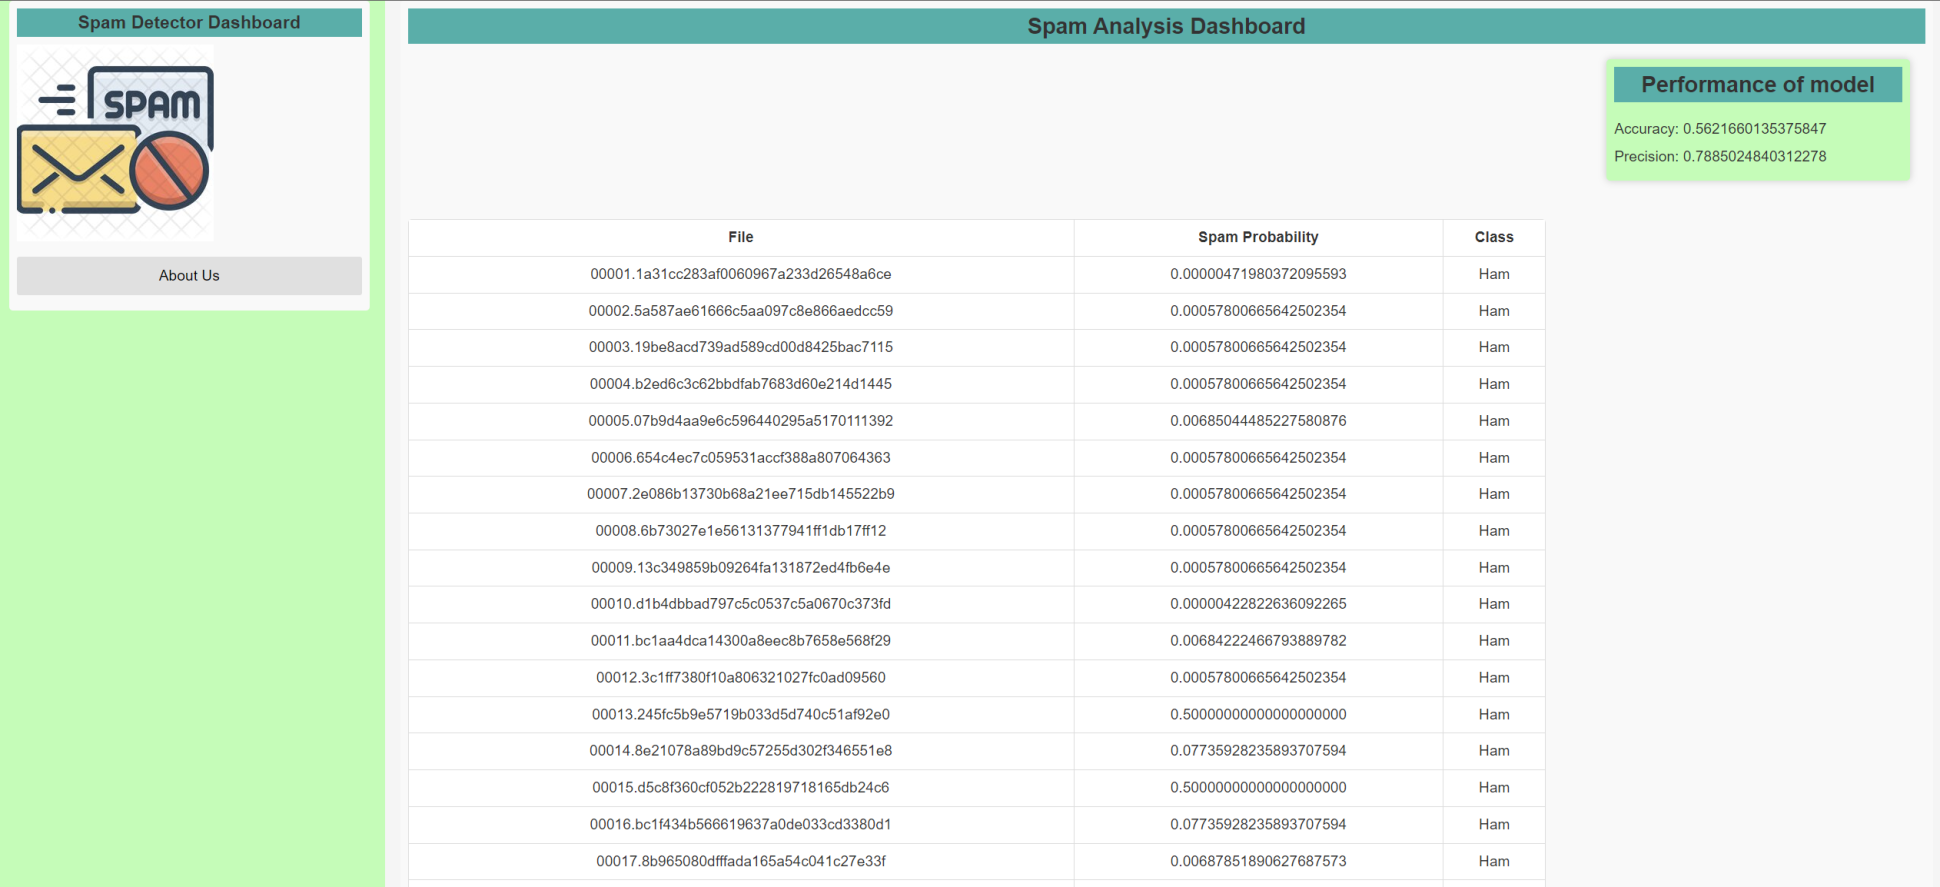 Spam Detector Dashboard
SPAM
About Us
Spam Analysis Dashboard
Performance of model
Accuracy: 0.5621660135375847
Precision: 0.7885024840312278
File Spam Probability Class
00001.1a31cc283af0060967a233d26548a6ce 0.00000471980372095593 Ham
00002.5a587ae61666c5aa097c8e866aedcc59 0.00057800665642502354 Ham
00003.19be8acd739ad589cd00d8425bac7115 0.00057800665642502354 Ham
00004.b2ed6c3c62bbdfab7683d60e214d1445 0.00057800665642502354 Ham
00005.07b9d4aa9e6c596440295a5170111392 0.00685044485227580876 Ham
00006.654c4ec7c059531accf388a807064363 0.00057800665642502354 Ham
00007.2e086b13730b68a21ee715db145522b9 0.00057800665642502354 Ham
00008.6b73027e1e56131377941ff1db17ff12 0.00057800665642502354 Ham
00009.13c349859b09264fa131872ed4fb6e4e 0.00057800665642502354 Ham
00010.d1b4dbbad797c5c0537c5a0670c373fd 0.00000422822636092265 Ham
00011.bc1aa4dca14300a8eec8b7658e568f29 0.00684222466793889782 Ham
00012.3c1ff7380f10a806321027fc0ad09560 0.00057800665642502354 Ham
00013.245fc5b9e5719b033d5d740c51af92e0 0.50000000000000000000 Ham
00014.8e21078a89bd9c57255d302f346551e8 0.07735928235893707594 Ham
00015.d5c8f360cf052b222819718165db24c6 0.50000000000000000000 Ham
00016.bc1f434b566619637a0de033cd3380d1 0.07735928235893707594 Ham
00017.8b965080dfffada165a54c041c27e33f 0.00687851890627687573 Ham